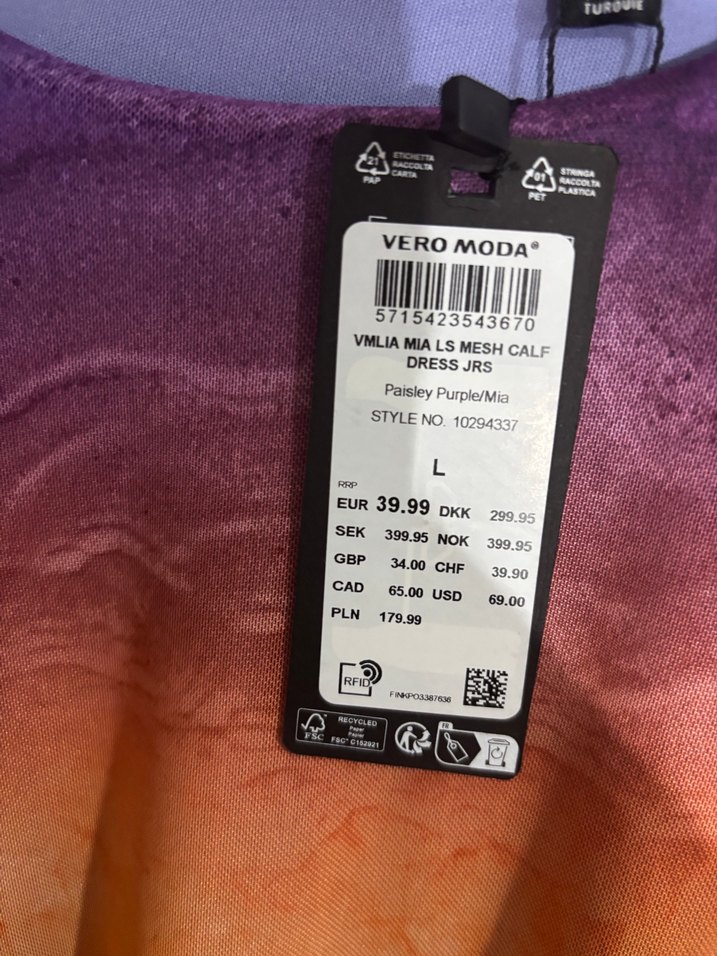 TURQUIE
21
PAP
ETICHETTA
RACCOLTA
CARTA
01
PET
STRINGA
RACCOLTA
PLASTICA
VERO MODA®
5715423543670
VMLIA MIA LS MESH CALF
DRESS JRS
Paisley Purple/Mia
STYLE NO. 10294337
L
RRP
EUR 39.99 DKK 299.95
SEK 399.95 NOK 399.95
GBP 34.00 CHF 39.90
CAD 65.00 USD 69.00
PLN 179.99
RFID
FINKPO3387636
FSC
RECYCLED
Paper
Papier
FSC® C152921
FR